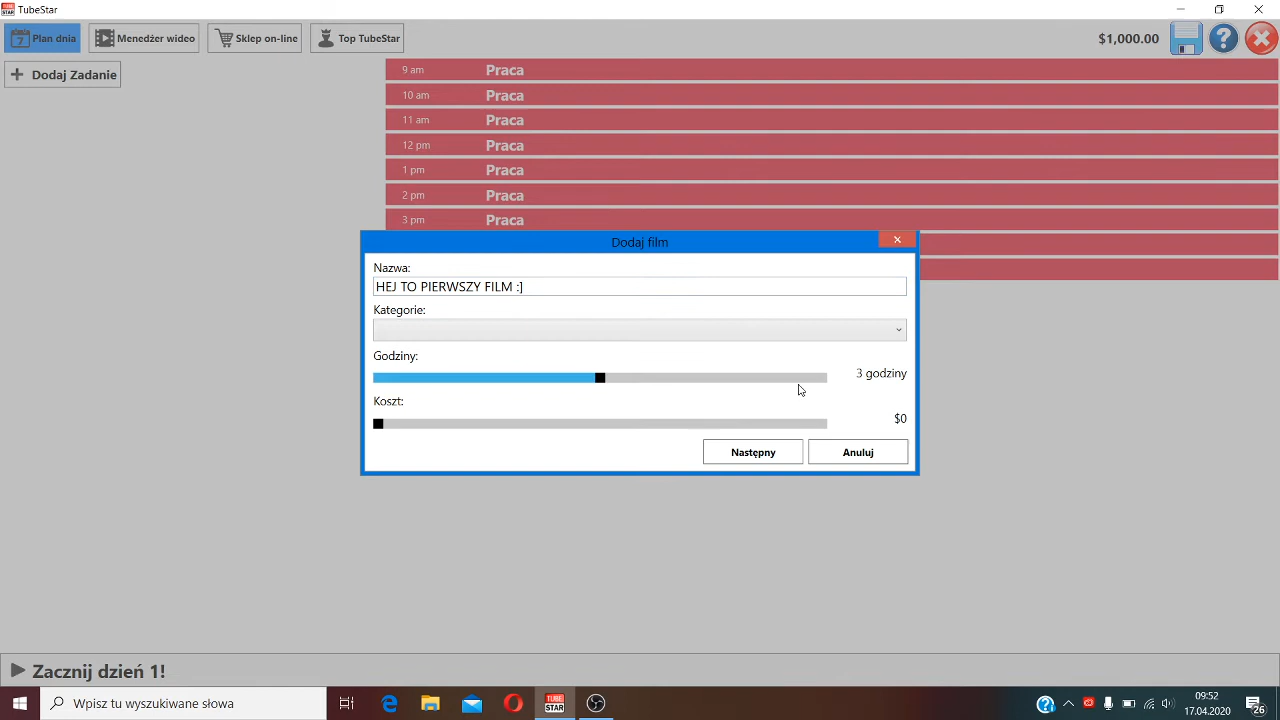 TubeStar
7 Plan dnia Menedżer wideo Sklep on-line Top TubeStar $1,000.00 ?
Dodaj Zadanie
9 am Praca
10 am Praca
11 am Praca
12 pm Praca
1 pm Praca
2 pm Praca
3 pm Praca
Dodaj film
Nazwa:
HEJ TO PIERWSZY FILM :]
Kategorie:
Godziny:
3 godziny
Koszt:
$0
Następny Anuluj
Zacznij dzień 1!
Wpisz tu wyszukiwane słowa
TUBE
STAR
09:52
17.04.2020
26